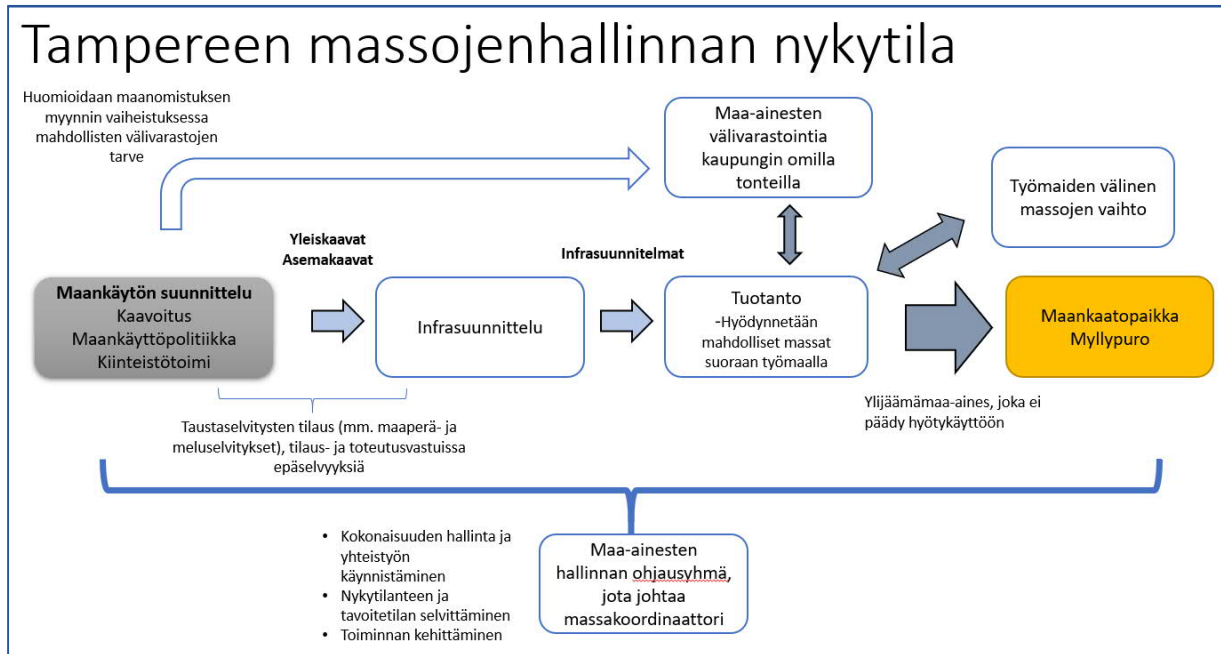 Tampereen massojenhallinnan nykytila
Huomioidaan maanomistuksen
myynnin vaiheistuksessa
mahdollisten välivarastojen
tarve
Maa-ainesten
välivarastointia
kaupungin omilla
tonteilla
Työmaiden välinen
massojen vaihto
Yleiskaavat
Asemakaavat
Infrasuunnitelmat
Maankäytön suunnittelu
Kaavoitus
Maankäyttöpolitiikka
Kiinteistötoimi
Infrasuunnittelu
Tuotanto
-Hyödynnetään
mahdolliset massat
suoraan työmaalla
Maankaatopaikka
Myllypuro
Ylijäämämaa-aines, joka ei
päädy hyötykäyttöön
Taustaselvitysten tilaus (mm. maaperä- ja
meluselvitykset), tilaus- ja toteutusvastuissa
epäselvyyksiä
• Kokonaisuuden hallinta ja
yhteistyön
käynnistäminen
• Nykytilanteen ja
tavoitetilan selvittäminen
• Toiminnan kehittäminen
Maa-ainesten
hallinnan ohjausyhmä,
jota johtaa
massakoordinaattori